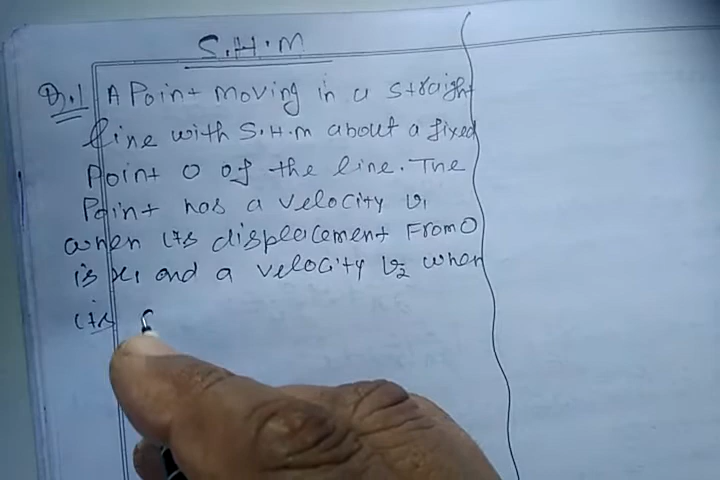 S.H.M
Q.1 A Point moving in a straight
line with S.H.M about a fixed
Point O of the line. The
Point has a velocity v₁
when its displacement From O
is x₁ and a velocity v₂ when
its